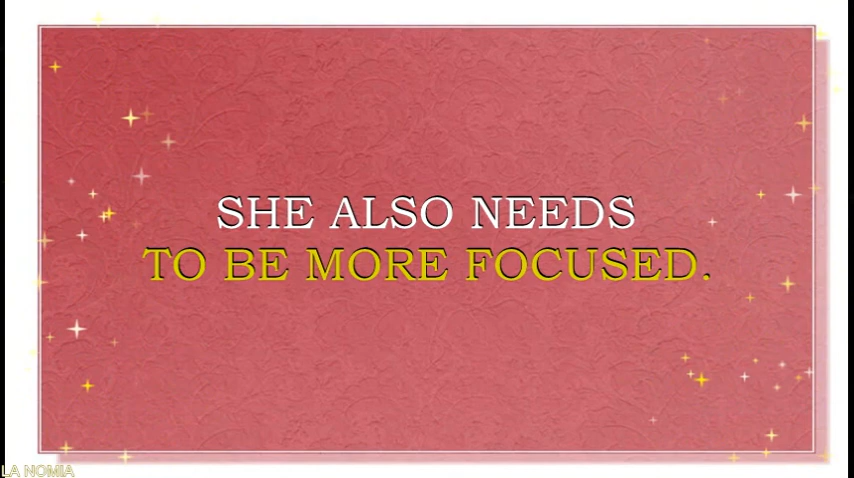 SHE ALSO NEEDS
TO BE MORE FOCUSED.
LA NOMIA